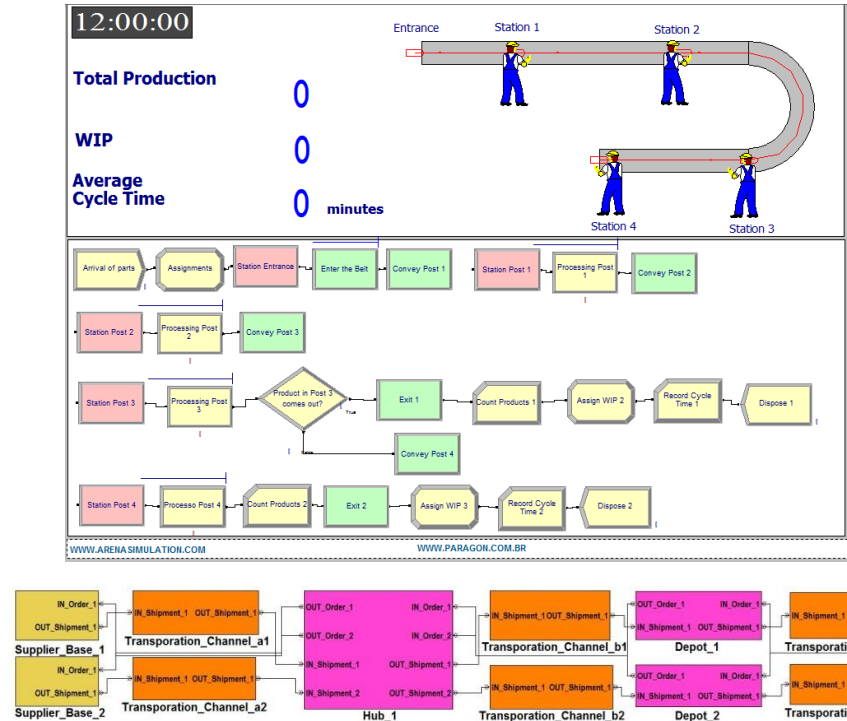 12:00:00
Entrance
Station 1
Station 2
Total Production
0
WIP
0
Average
Cycle Time
0
minutes
Station 4
Station 3
Arrival of parts
Assignments
Station Entrance
Enter the Belt
Convey Post 1
Station Post 1
Processing Post
1
Convey Post 2
Station Post 2
Processing Post
2
Convey Post 3
Station Post 3
Processing Post
3
Product in Post 3
comes out?
True
False
Exit 1
Count Products 1
Assign WIP 2
Record Cycle
Time 1
Dispose 1
Convey Post 4
Station Post 4
Processo Post 4
Count Products 2
Exit 2
Assign WIP 3
Record Cycle
Time 2
Dispose 2
WWW.ARENASIMULATION.COM
WWW.PARAGON.COM.BR
IN_Order_1
OUT_Shipment_1
Supplier_Base_1
IN_Shipment_1 OUT_Shipment_1
Transporation_Channel_a1
OUT_Order_1 IN_Order_1
OUT_Order_2 IN_Order_2
IN_Shipment_1 OUT_Shipment_1
IN_Shipment_2 OUT_Shipment_2
Hub_1
IN_Shipment_1 OUT_Shipment_1
Transporation_Channel_b1
OUT_Order_1 IN_Order_1
IN_Shipment_1 OUT_Shipment_1
Depot_1
IN_Shipment_1
Transporati
IN_Order_1
OUT_Shipment_1
Supplier_Base_2
IN_Shipment_1 OUT_Shipment_1
Transporation_Channel_a2
IN_Shipment_1 OUT_Shipment_1
Transporation_Channel_b2
OUT_Order_1 IN_Order_1
IN_Shipment_1 OUT_Shipment_1
Depot_2
IN_Shipment_1
Transporati